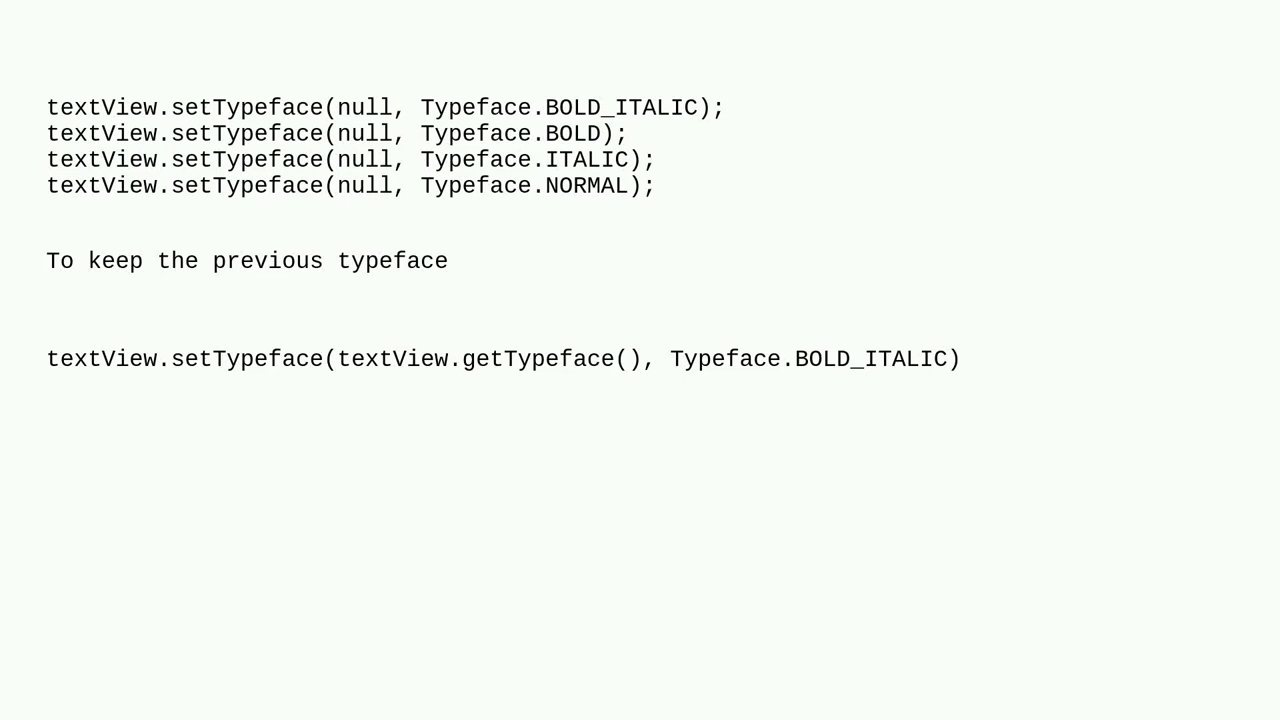 textView.setTypeface(null, Typeface.BOLD_ITALIC);
textView.setTypeface(null, Typeface.BOLD);
textView.setTypeface(null, Typeface.ITALIC);
textView.setTypeface(null, Typeface.NORMAL);
To keep the previous typeface
textView.setTypeface(textView.getTypeface(), Typeface.BOLD_ITALIC)